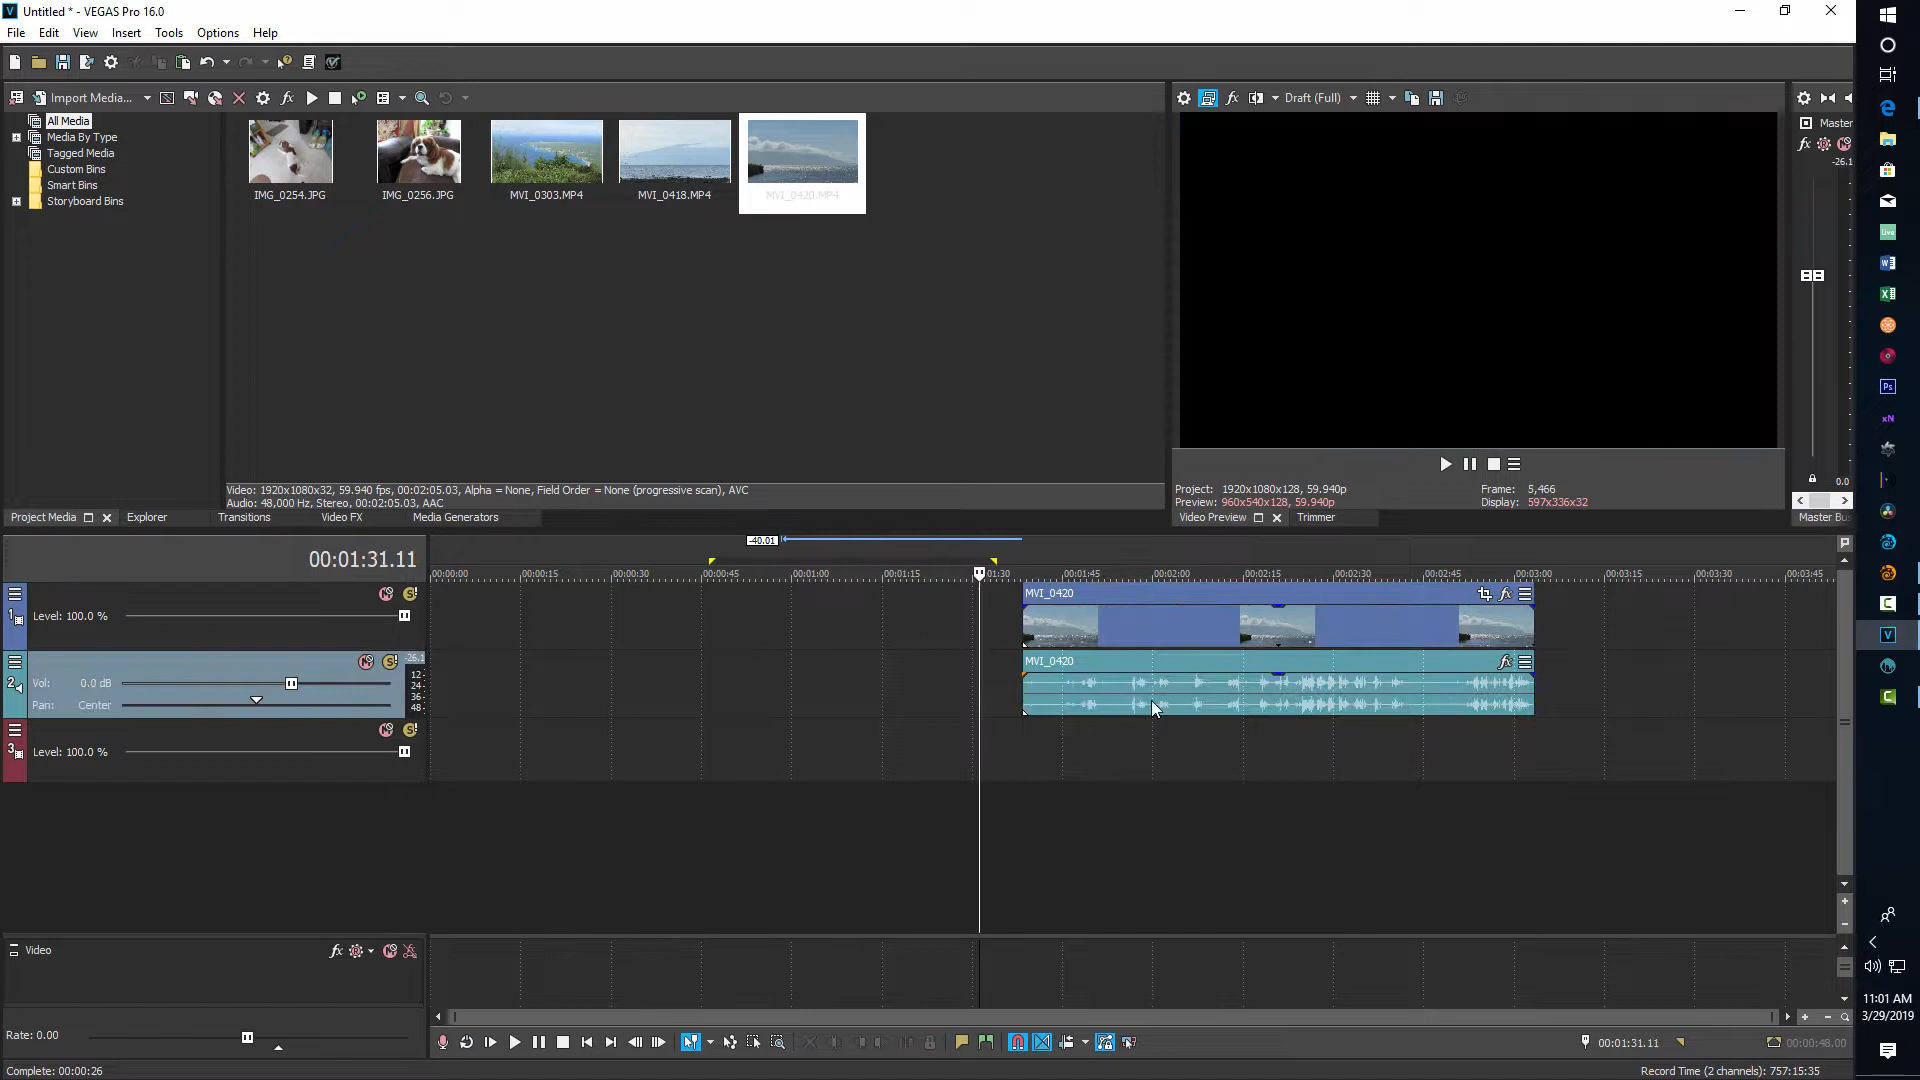 Untitled * - VEGAS Pro 16.0
File Edit View Insert Tools Options Help
Import Media...
Draft (Full)
All Media
Media By Type
Tagged Media
Custom Bins
Smart Bins
Storyboard Bins
IMG_0254.JPG
IMG_0256.JPG
MVI_0303.MP4
MVI_0418.MP4
MVI_0420.MP4
Master
-26.1
0.0
Video: 1920x1080x32, 59.940 fps, 00:02:05.03, Alpha = None, Field Order = None (progressive scan), AVC
Audio: 48,000 Hz, Stereo, 00:02:05.03, AAC
Project: 1920x1080x128, 59.940p
Preview: 960x540x128, 59.940p
Frame: 5,466
Display: 597x336x32
Project Media
Explorer
Transitions
Video FX
Media Generators
Video Preview
Trimmer
Master Bu
00:01:31.11
-40.01
00:00:00 00:00:15 00:00:30 00:00:45 00:01:00 00:01:15 01:30 00:01:45 00:02:00 00:02:15 00:02:30 00:02:45 00:03:00 00:03:15 00:03:30 00:03:45
1
Level: 100.0 %
MVI_0420
2
Vol: 0.0 dB
Pan: Center
-26.1
12
24
36
48
MVI_0420
3
Level: 100.0 %
Video
Rate: 0.00
00:01:31.11
00:00:48.00
Complete: 00:00:26
Record Time (2 channels): 757:15:35
11:01 AM
3/29/2019